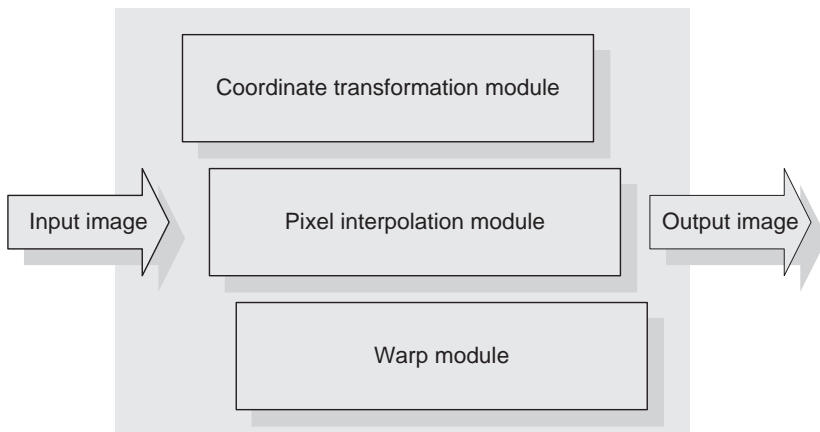 Coordinate transformation module
Input image
Pixel interpolation module
Output image
Warp module